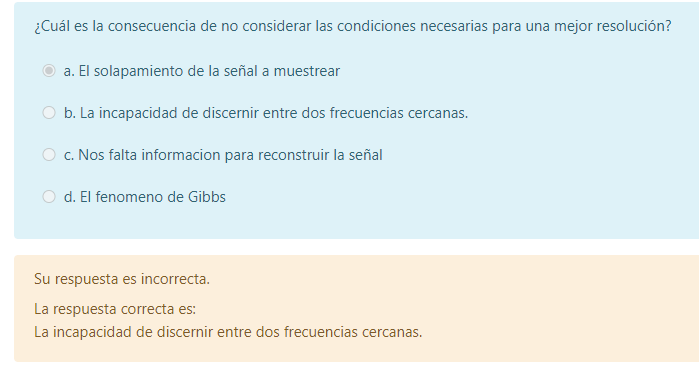 ¿Cuál es la consecuencia de no considerar las condiciones necesarias para una mejor resolución?
a. El solapamiento de la señal a muestrear
b. La incapacidad de discernir entre dos frecuencias cercanas.
c. Nos falta informacion para reconstruir la señal
d. El fenomeno de Gibbs
Su respuesta es incorrecta.
La respuesta correcta es:
La incapacidad de discernir entre dos frecuencias cercanas.